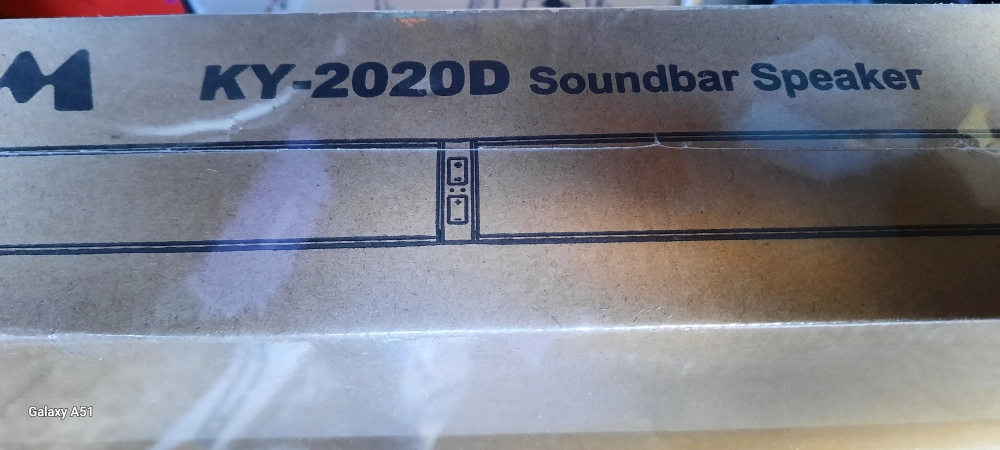 KY-2020D Soundbar Speaker
Galaxy A51